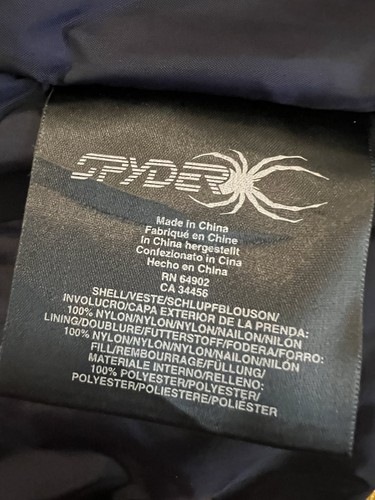 SPYDER
Made in China
Fabriqué en Chine
In China hergestellt
Confezionato in Cina
Hecho en China
RN 64902
CA 34456
SHELL/VESTE/SCHLUPFBLOUSON/
INVOLUCRO/CAPA EXTERIOR DE LA PRENDA:
100% NYLON/NYLON/NYLON/NAILON/NILÓN
LINING/DOUBLURE/FUTTERSTOFF/FODERA/FORRO:
100% NYLON/NYLON/NYLON/NAILON/NILÓN
FILL/REMBOURRAGE/FÜLLUNG/
MATERIALE INTERNO/RELLENO:
100% POLYESTER/POLYESTER/
POLYESTER/POLIESTERE/POLIÉSTER